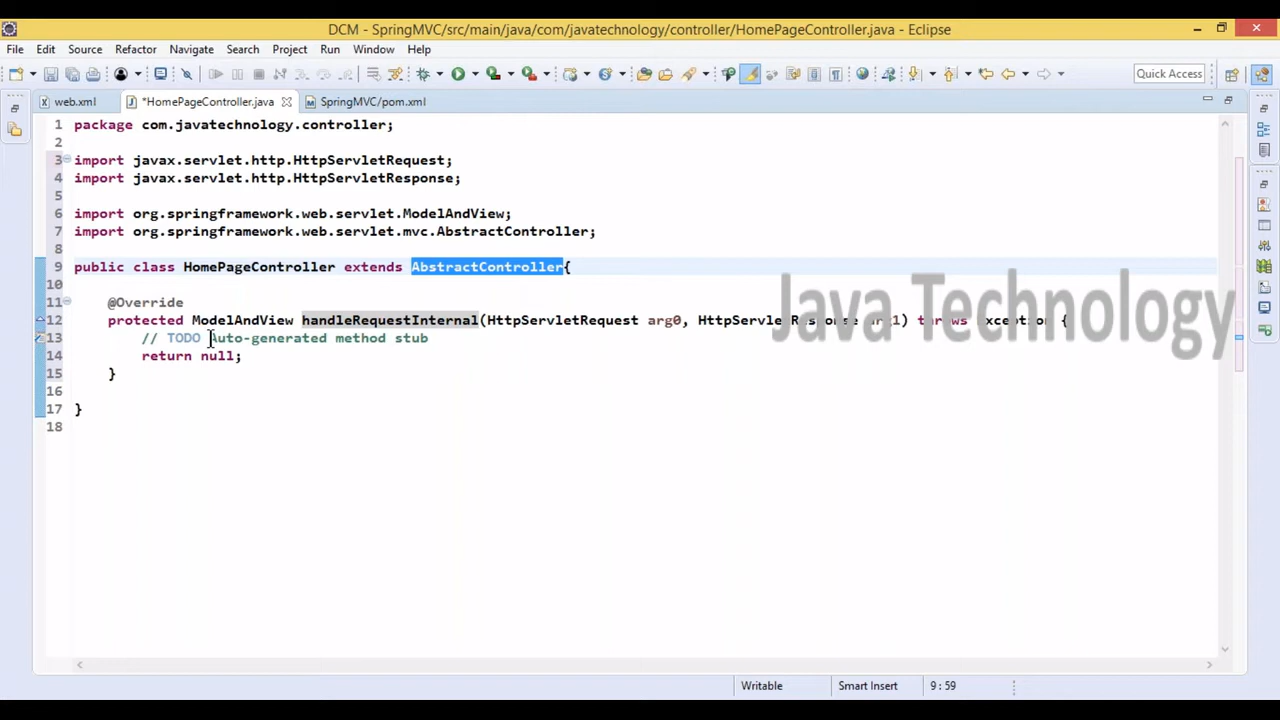 DCM - SpringMVC/src/main/java/com/javatechnology/controller/HomePageController.java - Eclipse
File Edit Source Refactor Navigate Search Project Run Window Help
Quick Access
web.xml *HomePageController.java SpringMVC/pom.xml
1 package com.javatechnology.controller;
2
3 import javax.servlet.http.HttpServletRequest;
4 import javax.servlet.http.HttpServletResponse;
5
6 import org.springframework.web.servlet.ModelAndView;
7 import org.springframework.web.servlet.mvc.AbstractController;
8
9 public class HomePageController extends AbstractController{
10
11 @Override
12 protected ModelAndView handleRequestInternal(HttpServletRequest arg0, HttpServletResponse arg1) throws Exception {
13 // TODO Auto-generated method stub
14 return null;
15 }
16
17 }
18
Java Technology
Writable Smart Insert 9 : 59